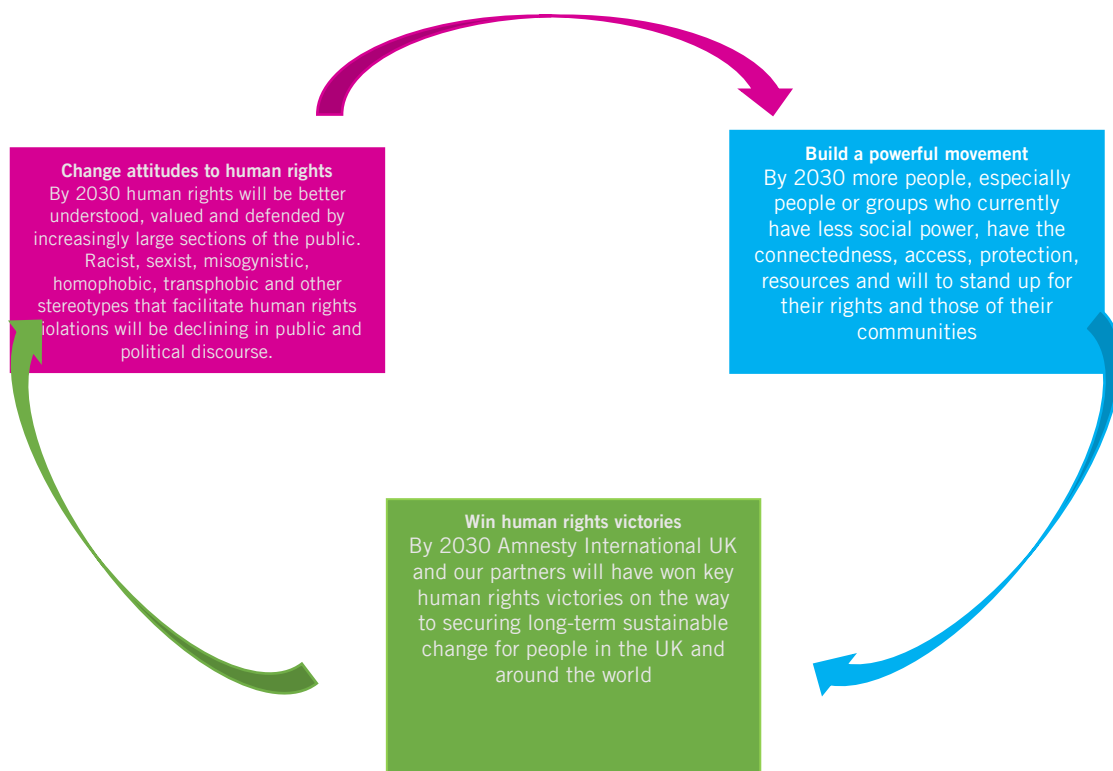 Change attitudes to human rights
By 2030 human rights will be better
understood, valued and defended by
increasingly large sections of the public.
Racist, sexist, misogynistic,
homophobic, transphobic and other
stereotypes that facilitate human rights
iolations will be declining in public and
political discourse.
Build a powerful movement
By 2030 more people, especially
people or groups who currently
have less social power, have the
connectedness, access, protection,
resources and will to stand up for
their rights and those of their
communities
Win human rights victories
By 2030 Amnesty International UK
and our partners will have won key
human rights victories on the way
to securing long-term sustainable
change for people in the UK and
around the world